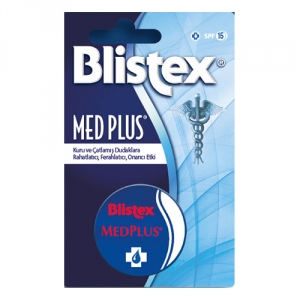 SPF 15
Blistex®
MED PLUS®
Kuru ve Çatlamış Dudaklara
Rahatlatıcı, Ferahlatıcı, Onarıcı Etki
Blistex
MEDPLUS®